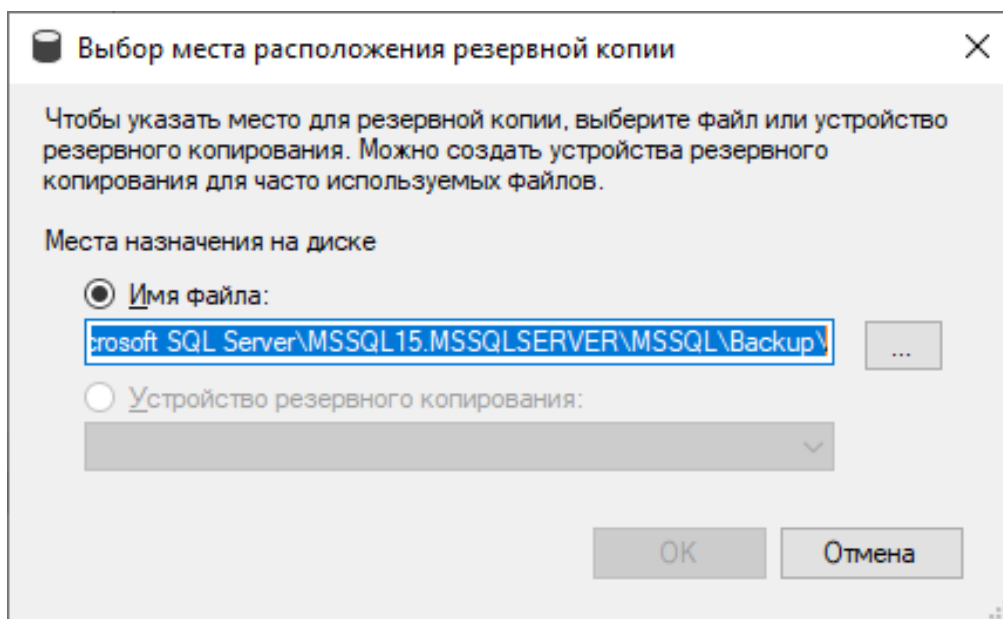 Выбор места расположения резервной копии
Чтобы указать место для резервной копии, выберите файл или устройство
резервного копирования. Можно создать устройства резервного
копирования для часто используемых файлов.
Места назначения на диске
Имя файла:
crosoft SQL Server\MSSQL15.MSSQLSERVER\MSSQL\Backup\
...
Устройство резервного копирования:
OK
Отмена